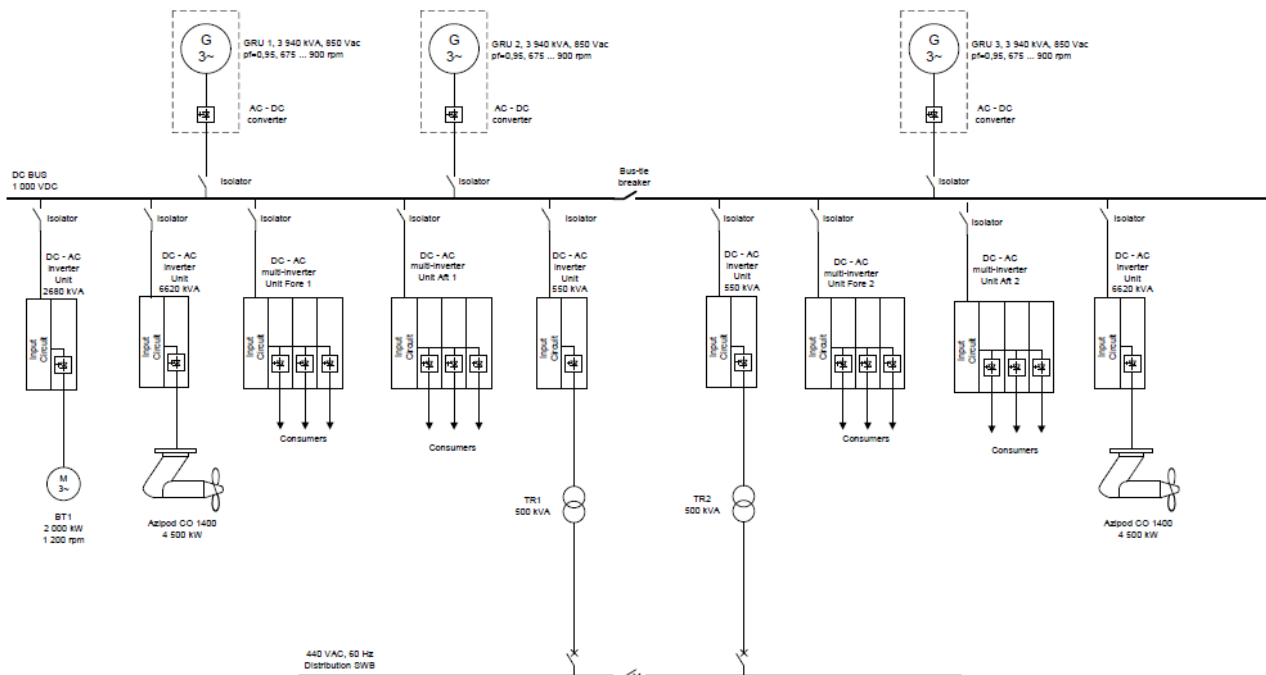 G
3~
GRU 1, 3 940 kVA, 850 Vac
pf=0,95, 675 ... 900 rpm
AC - DC
converter
Isolator
G
3~
GRU 2, 3 940 kVA, 850 Vac
pf=0,95, 675 ... 900 rpm
AC - DC
converter
Isolator
G
3~
GRU 3, 3 940 kVA, 850 Vac
pf=0,95, 675 ... 900 rpm
AC - DC
converter
Isolator
DC BUS
1 000 VDC
Bus-tie
breaker
Isolator
DC - AC
Inverter
Unit
2680 kVA
Input
Circuit
M
3~
BT1
2 000 kW
1 200 rpm
Isolator
DC - AC
Inverter
Unit
6620 kVA
Input
Circuit
Azipod CO 1400
4 500 kW
Isolator
DC - AC
multi-inverter
Unit Fore 1
Input
Circuit
Consumers
Isolator
DC - AC
multi-inverter
Unit Aft 1
Input
Circuit
Consumers
Isolator
DC - AC
Inverter
Unit
550 kVA
Input
Circuit
TR1
500 kVA
Isolator
DC - AC
Inverter
Unit
550 kVA
Input
Circuit
TR2
500 kVA
Isolator
DC - AC
multi-inverter
Unit Fore 2
Input
Circuit
Consumers
Isolator
DC - AC
multi-inverter
Unit Aft 2
Input
Circuit
Consumers
Isolator
DC - AC
Inverter
Unit
6620 kVA
Input
Circuit
Azipod CO 1400
4 500 kW
440 VAC, 60 Hz
Distribution SWB